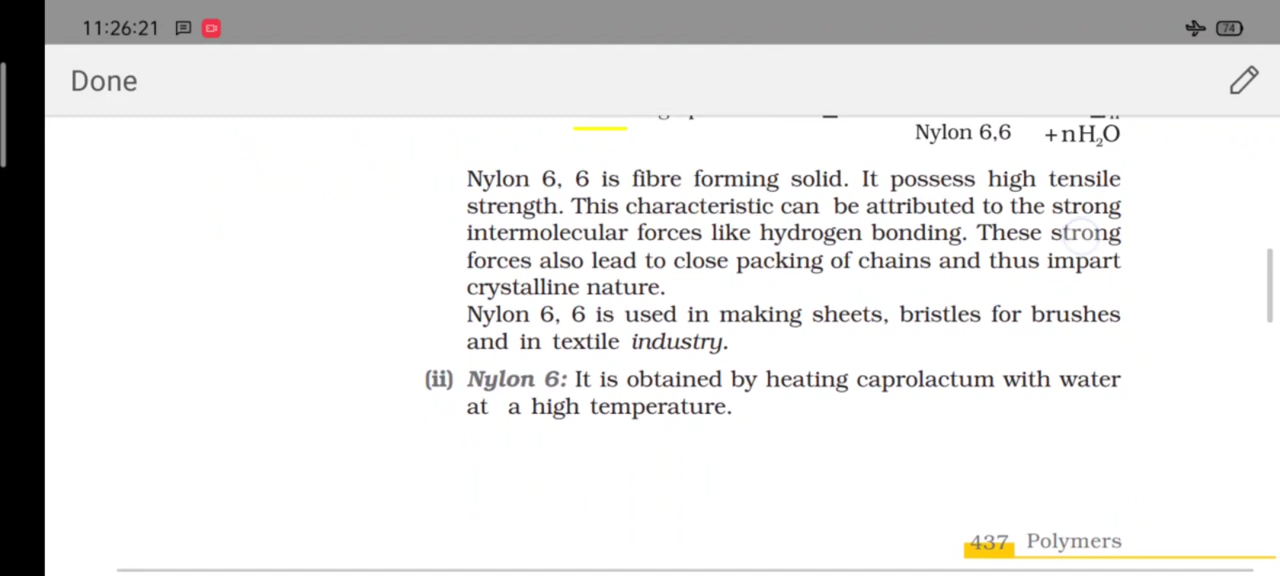 11:26:21
74
Done
Nylon 6,6 +nH₂O
Nylon 6, 6 is fibre forming solid. It possess high tensile
strength. This characteristic can be attributed to the strong
intermolecular forces like hydrogen bonding. These strong
forces also lead to close packing of chains and thus impart
crystalline nature.
Nylon 6, 6 is used in making sheets, bristles for brushes
and in textile industry.
(ii) Nylon 6: It is obtained by heating caprolactum with water
at a high temperature.
437 Polymers